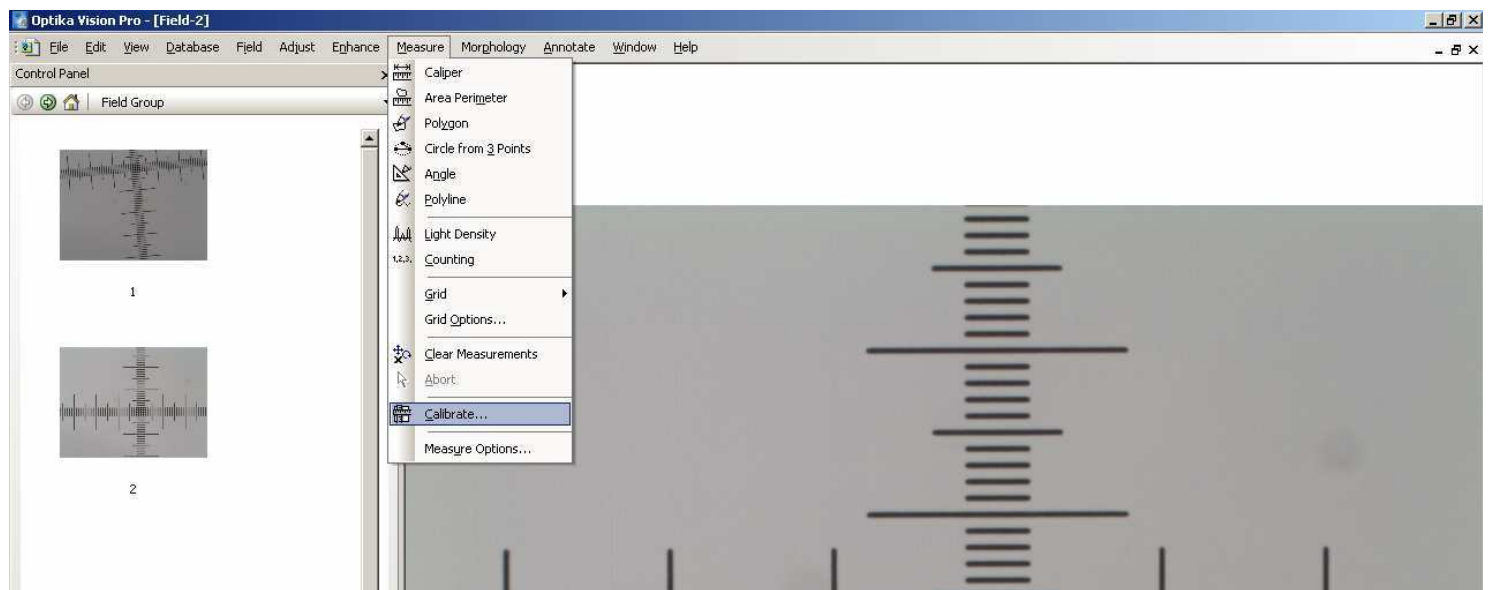 Optika Vision Pro - [Field-2]
File Edit View Database Field Adjust Enhance Measure Morphology Annotate Window Help
Control Panel
Field Group
1
2
Caliper
Area Perimeter
Polygon
Circle from 3 Points
Angle
Polyline
Light Density
1,2,3, Counting
Grid
Grid Options...
Clear Measurements
Abort
Calibrate...
Measure Options...